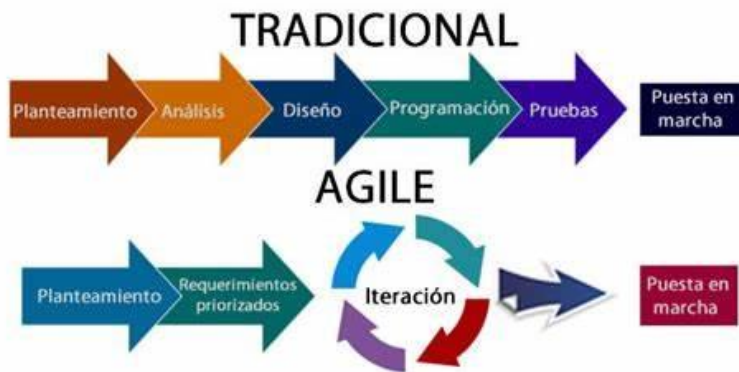 TRADICIONAL
Planteamiento
Análisis
Diseño
Programación
Pruebas
Puesta en
marcha
AGILE
Planteamiento
Requerimientos
priorizados
Iteración
Puesta en
marcha